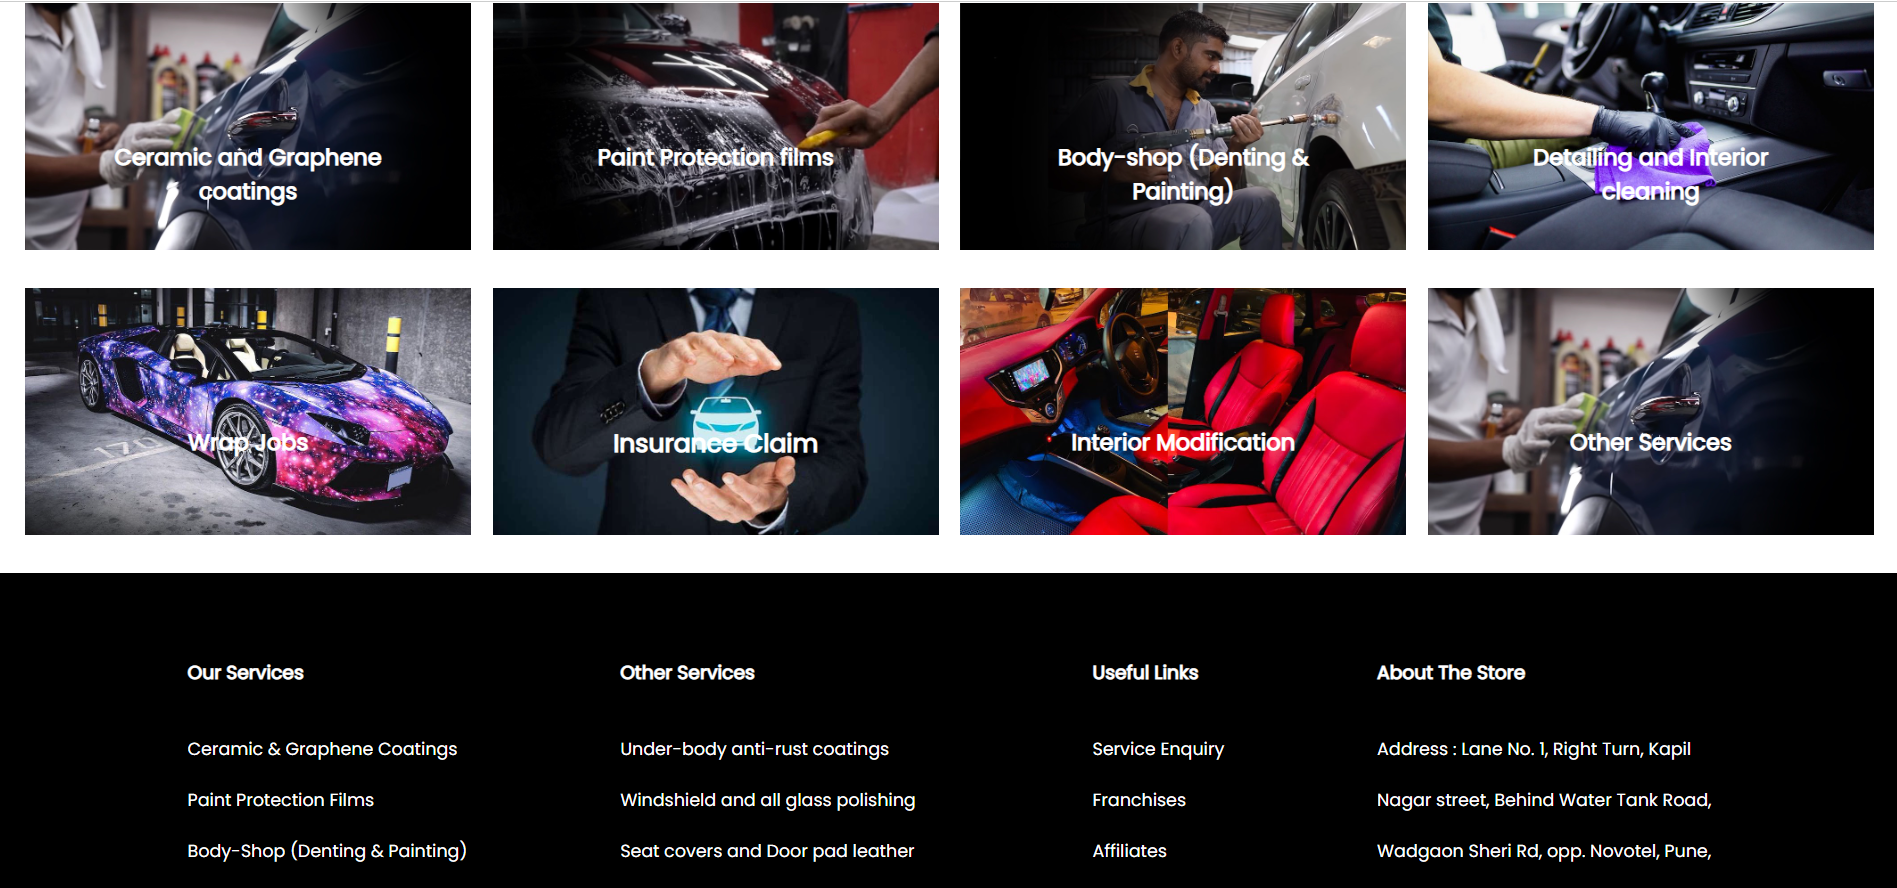 Ceramic and Graphene
coatings
Paint Protection films
Body-shop (Denting &
Painting)
Detailing and Interior
cleaning
170
Wrap Jobs
Insurance Claim
Interior Modification
Other Services
Our Services
Ceramic & Graphene Coatings
Paint Protection Films
Body-Shop (Denting & Painting)
Other Services
Under-body anti-rust coatings
Windshield and all glass polishing
Seat covers and Door pad leather
Useful Links
Service Enquiry
Franchises
Affiliates
About The Store
Address : Lane No. 1, Right Turn, Kapil
Nagar street, Behind Water Tank Road,
Wadgaon Sheri Rd, opp. Novotel, Pune,